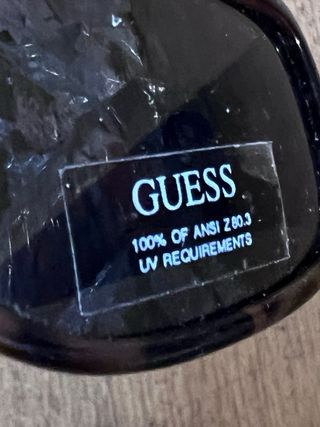 GUESS
100% OF ANSI Z80.3
UV REQUIREMENTS